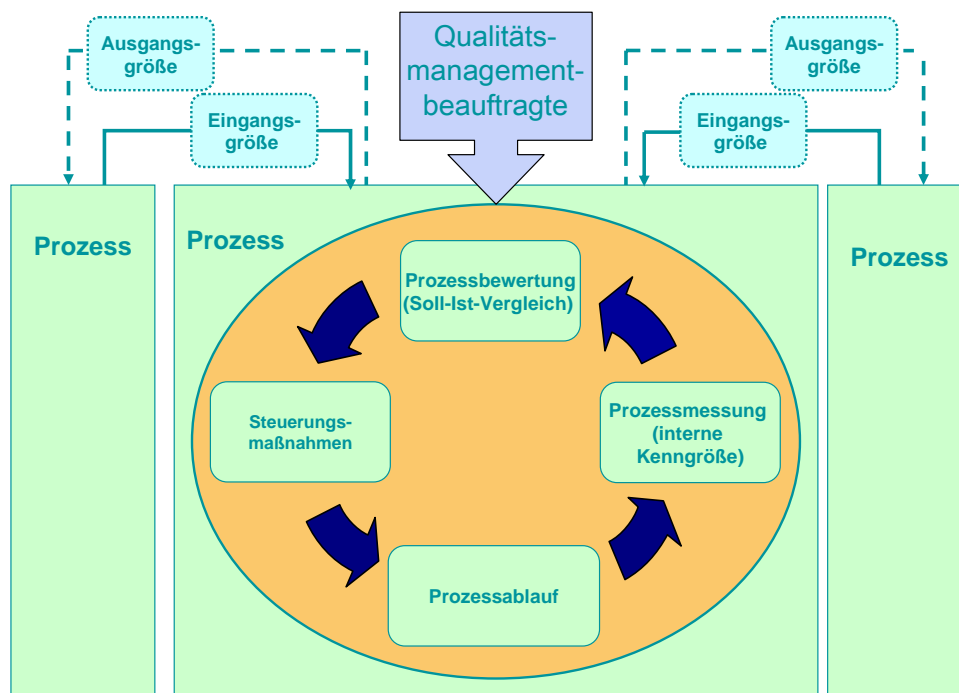 Ausgangs-
größe
Eingangs-
größe
Qualitäts-
management-
beauftragte
Ausgangs-
größe
Eingangs-
größe
Prozess
Prozess
Prozess
Prozessbewertung
(Soll-Ist-Vergleich)
Steuerungs-
maßnahmen
Prozessmessung
(interne
Kenngröße)
Prozessablauf